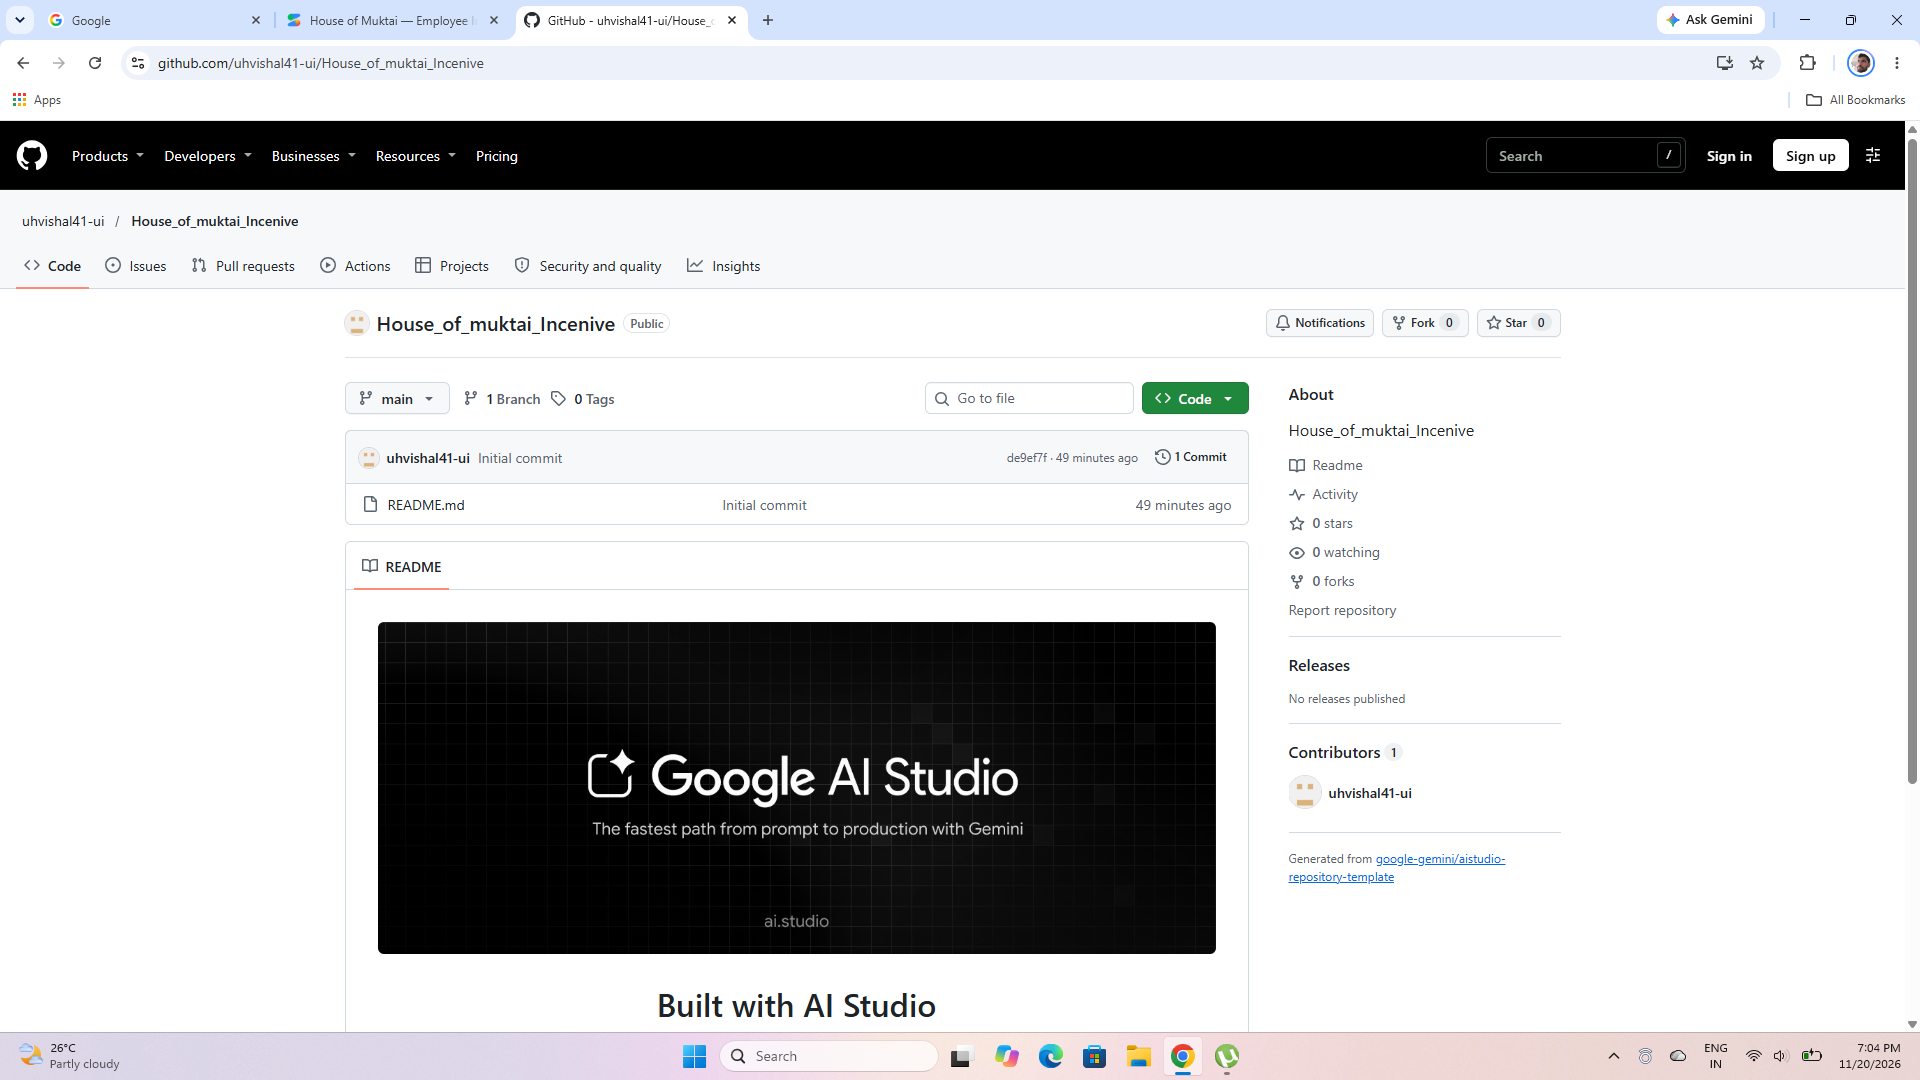 Google
House of Muktai — Employee I
GitHub - uhvishal41-ui/House_o
Ask Gemini
github.com/uhvishal41-ui/House_of_muktai_Incenive
Apps
All Bookmarks
Products
Developers
Businesses
Resources
Pricing
Search
/
Sign in
Sign up
uhvishal41-ui / House_of_muktai_Incenive
Code
Issues
Pull requests
Actions
Projects
Security and quality
Insights
House_of_muktai_Incenive Public
Notifications
Fork 0
Star 0
main
1 Branch
0 Tags
Go to file
Code
uhvishal41-ui Initial commit
de9ef7f · 49 minutes ago
1 Commit
README.md
Initial commit
49 minutes ago
README
Google AI Studio
The fastest path from prompt to production with Gemini
ai.studio
Built with AI Studio
About
House_of_muktai_Incenive
Readme
Activity
0 stars
0 watching
0 forks
Report repository
Releases
No releases published
Contributors 1
uhvishal41-ui
Generated from google-gemini/aistudio-
repository-template
26°C
Partly cloudy
Search
ENG
IN
7:04 PM
11/20/2026